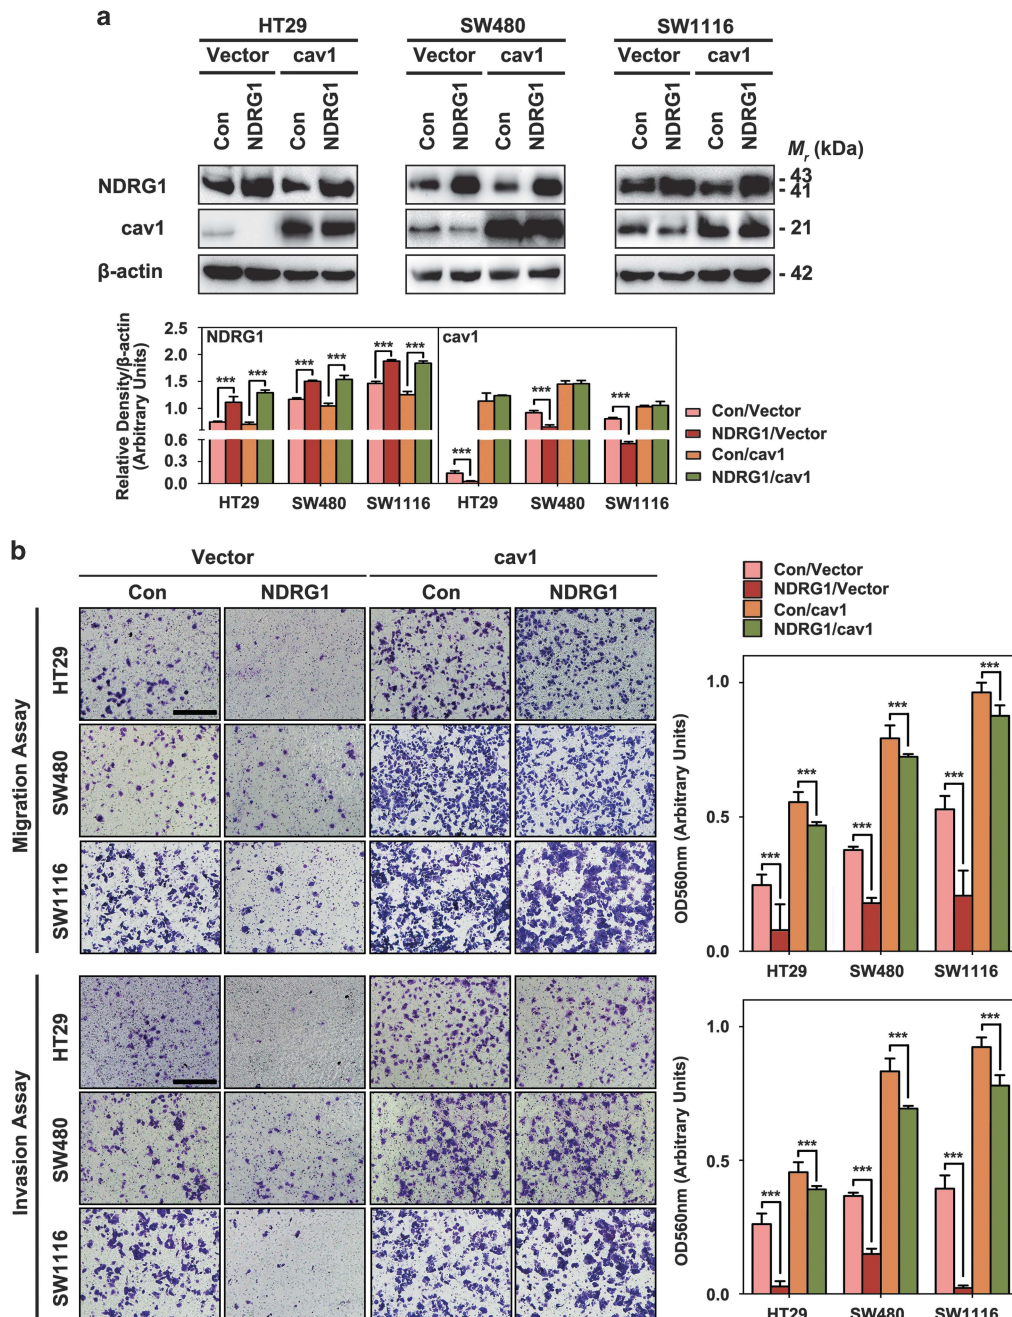 a
HT29 SW480 SW1116
Vector cav1 Vector cav1 Vector cav1
Con NDRG1 Con NDRG1 Con NDRG1 Con NDRG1 Con NDRG1 Con NDRG1
Mr (kDa)
NDRG1 - 43
- 41
cav1 - 21
β-actin - 42
Relative Density/β-actin
(Arbitrary Units)
2.5
2.0
1.5
1.0
0.6
0.3
0.0
NDRG1 cav1
*** *** *** *** *** *** *** *** ***
HT29 SW480 SW1116 HT29 SW480 SW1116
Con/Vector
NDRG1/Vector
Con/cav1
NDRG1/cav1
b
Vector cav1
Con NDRG1 Con NDRG1
Migration Assay
HT29
SW480
SW1116
Invasion Assay
HT29
SW480
SW1116
Con/Vector
NDRG1/Vector
Con/cav1
NDRG1/cav1
OD560nm (Arbitrary Units)
1.0
0.5
0.0
*** *** *** *** *** ***
HT29 SW480 SW1116
OD560nm (Arbitrary Units)
1.0
0.5
0.0
*** *** *** *** *** ***
HT29 SW480 SW1116